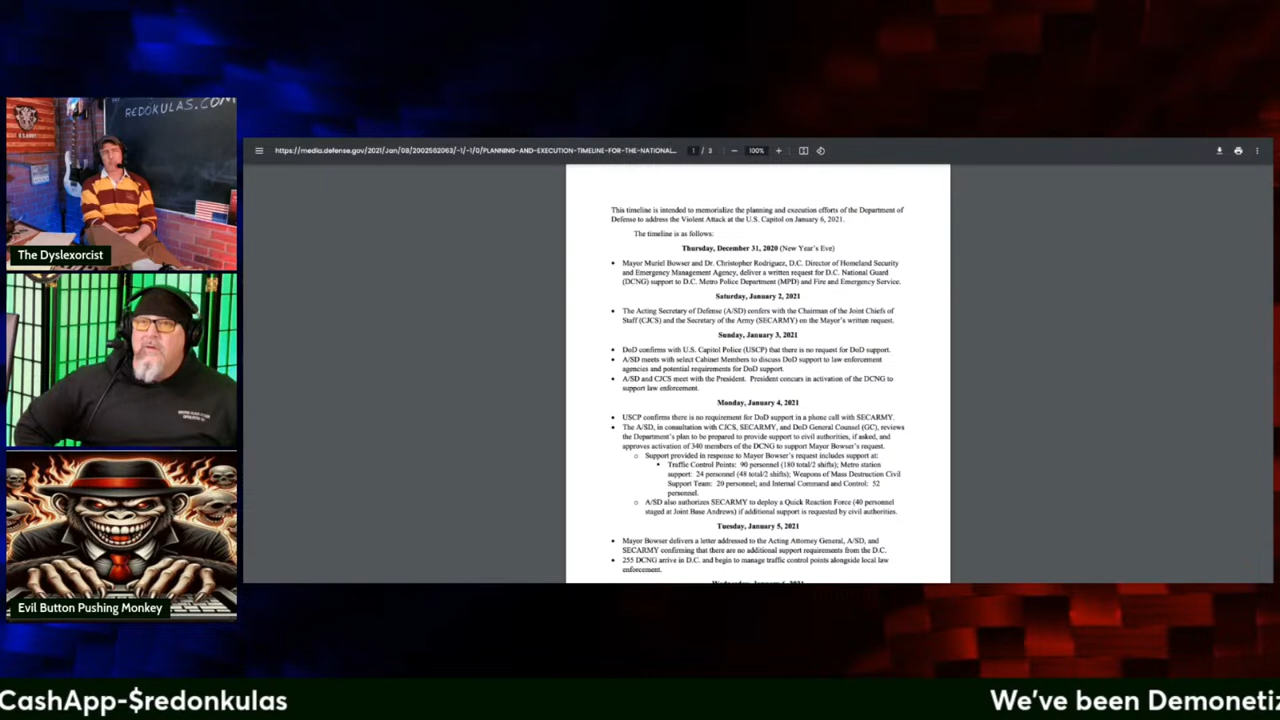 REDOKULAS.COM
The Dyslexorcist
Evil Button Pushing Monkey
https://media.defense.gov/2021/Jan/08/2002562063/-1/-1/0/PLANNING-AND-EXECUTION-TIMELINE-FOR-THE-NATIONAL...
1 / 3
100%
This timeline is intended to memorialize the planning and execution efforts of the Department of
Defense to address the Violent Attack at the U.S. Capitol on January 6, 2021.
The timeline is as follows:
Thursday, December 31, 2020 (New Year's Eve)
• Mayor Muriel Bowser and Dr. Christopher Rodriguez, D.C. Director of Homeland Security
and Emergency Management Agency, deliver a written request for D.C. National Guard
(DCNG) support to D.C. Metro Police Department (MPD) and Fire and Emergency Service.
Saturday, January 2, 2021
• The Acting Secretary of Defense (A/SD) confers with the Chairman of the Joint Chiefs of
Staff (CJCS) and the Secretary of the Army (SECARMY) on the Mayor's written request.
Sunday, January 3, 2021
• DoD confirms with U.S. Capitol Police (USCP) that there is no request for DoD support.
• A/SD meets with select Cabinet Members to discuss DoD support to law enforcement
agencies and potential requirements for DoD support.
• A/SD and CJCS meet with the President. President concurs in activation of the DCNG to
support law enforcement.
Monday, January 4, 2021
• USCP confirms there is no requirement for DoD support in a phone call with SECARMY.
• The A/SD, in consultation with CJCS, SECARMY, and DoD General Counsel (GC), reviews
the Department's plan to be prepared to provide support to civil authorities, if asked, and
approves activation of 340 members of the DCNG to support Mayor Bowser's request.
o Support provided in response to Mayor Bowser's request includes support at:
▪ Traffic Control Points: 90 personnel (180 total/2 shifts); Metro station
support: 24 personnel (48 total/2 shifts); Weapons of Mass Destruction Civil
Support Team: 20 personnel; and Internal Command and Control: 52
personnel.
o A/SD also authorizes SECARMY to deploy a Quick Reaction Force (40 personnel
staged at Joint Base Andrews) if additional support is requested by civil authorities.
Tuesday, January 5, 2021
• Mayor Bowser delivers a letter addressed to the Acting Attorney General, A/SD, and
SECARMY confirming that there are no additional support requirements from the D.C.
• 255 DCNG arrive in D.C. and begin to manage traffic control points alongside local law
enforcement.
Wednesday, January 6, 2021
CashApp-$redonkulas
We've been Demonetiz